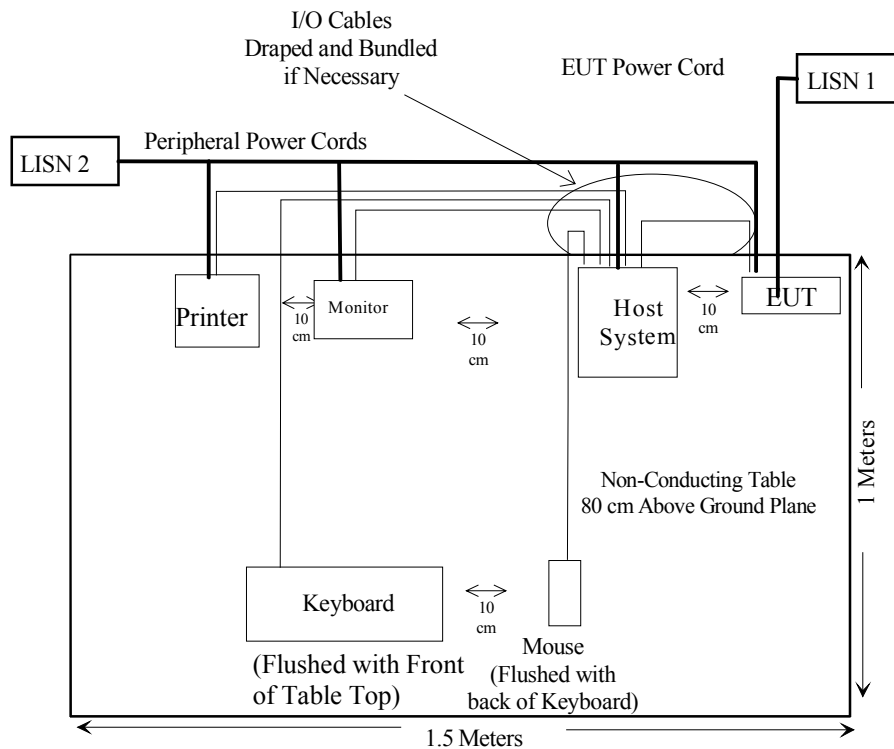 I/O Cables
Draped and Bundled
if Necessary
EUT Power Cord
LISN 1
Peripheral Power Cords
LISN 2
Printer
Monitor
Host
System
EUT
10
cm
10
cm
10
cm
Non-Conducting Table
80 cm Above Ground Plane
1 Meters
Keyboard
10
cm
Mouse
(Flushed with
back of Keyboard)
(Flushed with Front
of Table Top)
1.5 Meters